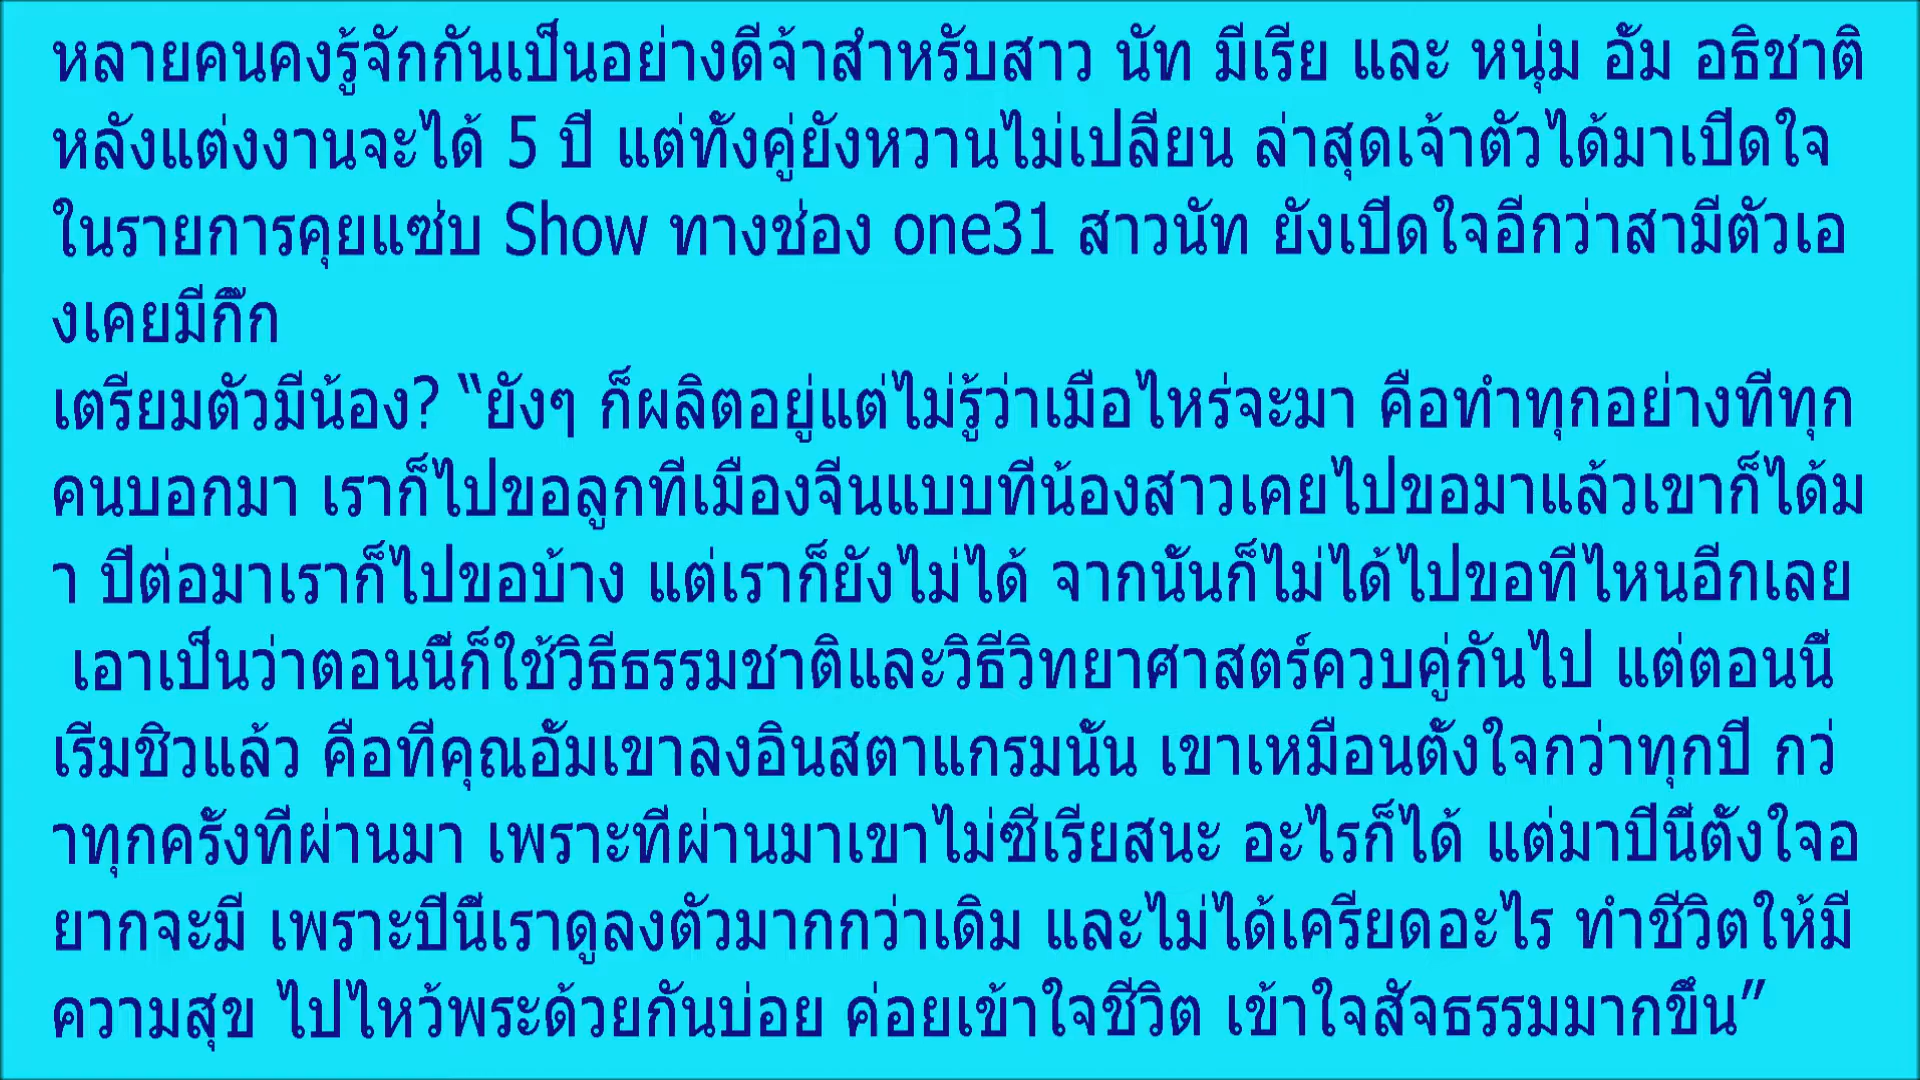 หลายคนคงรู้จักกันเป็นอย่างดีจ้าสำหรับสาว นัท มีเรีย และ หนุ่ม อั้ม อธิชาติ
หลังแต่งงานจะได้ 5 ปี แต่ทั้งคู่ยังหวานไม่เปลี่ยน ล่าสุดเจ้าตัวได้มาเปิดใจ
ในรายการคุยแซ่บ Show ทางช่อง one31 สาวนัท ยังเปิดใจอีกว่าสามีตัวเอ
งเคยมีกิ๊ก
เตรียมตัวมีน้อง? “ยังๆ ก็ผลิตอยู่แต่ไม่รู้ว่าเมื่อไหร่จะมา คือทำทุกอย่างที่ทุก
คนบอกมา เราก็ไปขอลูกที่เมืองจีนแบบที่น้องสาวเคยไปขอมาแล้วเขาก็ได้ม
า ปีต่อมาเราก็ไปขอบ้าง แต่เราก็ยังไม่ได้ จากนั้นก็ไม่ได้ไปขอที่ไหนอีกเลย
เอาเป็นว่าตอนนี้ก็ใช้วิธีธรรมชาติและวิธีวิทยาศาสตร์ควบคู่กันไป แต่ตอนนี้
เริ่มชิวแล้ว คือที่คุณอั้มเขาลงอินสตาแกรมนั้น เขาเหมือนตั้งใจกว่าทุกปี กว่
าทุกครั้งที่ผ่านมา เพราะที่ผ่านมาเขาไม่ซีเรียสนะ อะไรก็ได้ แต่มาปีนี้ตั้งใจอ
ยากจะมี เพราะปีนี้เราดูลงตัวมากกว่าเดิม และไม่ได้เครียดอะไร ทำชีวิตให้มี
ความสุข ไปไหว้พระด้วยกันบ่อย ค่อยเข้าใจชีวิต เข้าใจสัจธรรมมากขึ้น”